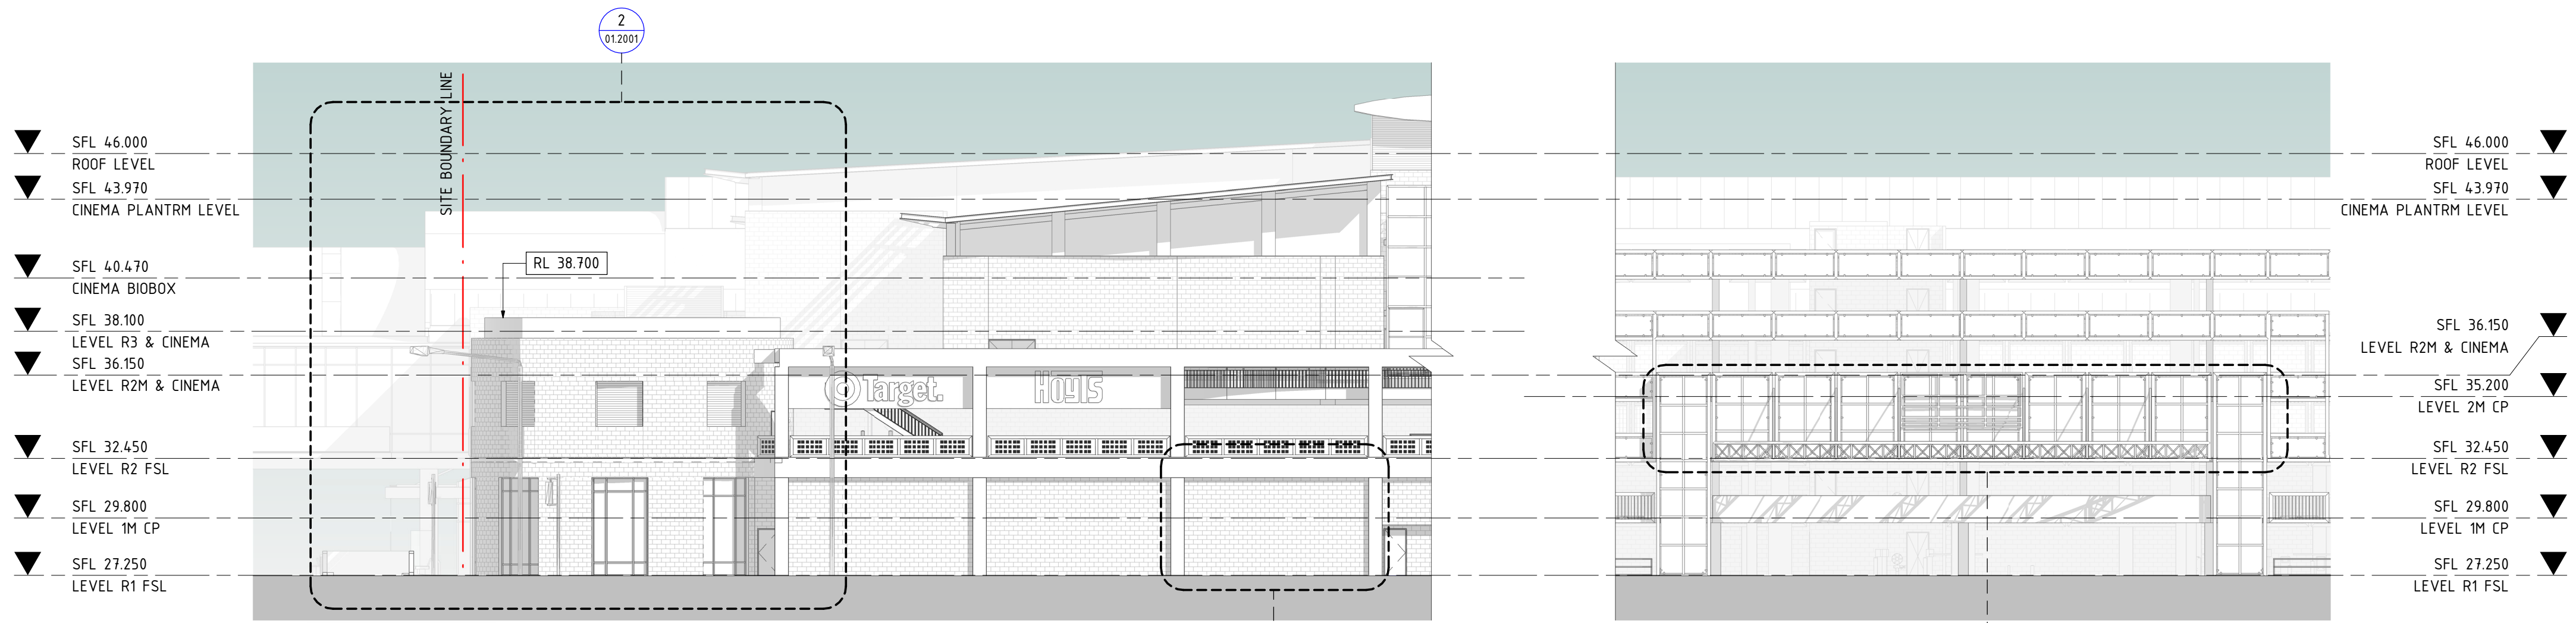 2
01.2001
SITE BOUNDARY LINE
SFL 46.000
ROOF LEVEL
SFL 43.970
CINEMA PLANTRM LEVEL
SFL 40.470
CINEMA BIOBOX
SFL 38.100
LEVEL R3 & CINEMA
SFL 36.150
LEVEL R2M & CINEMA
SFL 32.450
LEVEL R2 FSL
SFL 29.800
LEVEL 1M CP
SFL 27.250
LEVEL R1 FSL
RL 38.700
Target.
HOYTS
SFL 46.000
ROOF LEVEL
SFL 43.970
CINEMA PLANTRM LEVEL
SFL 36.150
LEVEL R2M & CINEMA
SFL 35.200
LEVEL 2M CP
SFL 32.450
LEVEL R2 FSL
SFL 29.800
LEVEL 1M CP
SFL 27.250
LEVEL R1 FSL